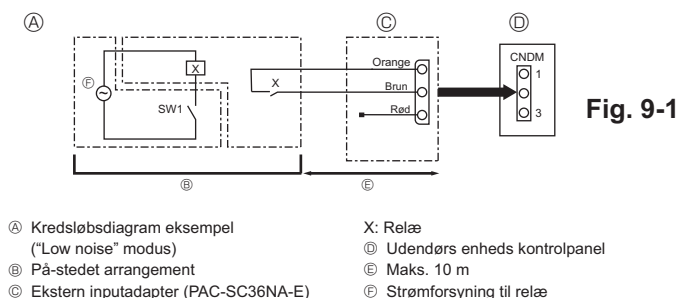 Ⓐ
Ⓒ
Ⓓ
Orange
CNDM
X
1
Ⓕ
X
Brun
SW1
Rød
3
Fig. 9-1
Ⓑ
Ⓔ
Ⓐ Kredsløbsdiagram eksempel
(“Low noise” modus)
Ⓑ På-stedet arrangement
Ⓒ Ekstern inputadapter (PAC-SC36NA-E)
X: Relæ
Ⓓ Udendørs enheds kontrolpanel
Ⓔ Maks. 10 m
Ⓕ Strømforsyning til relæ